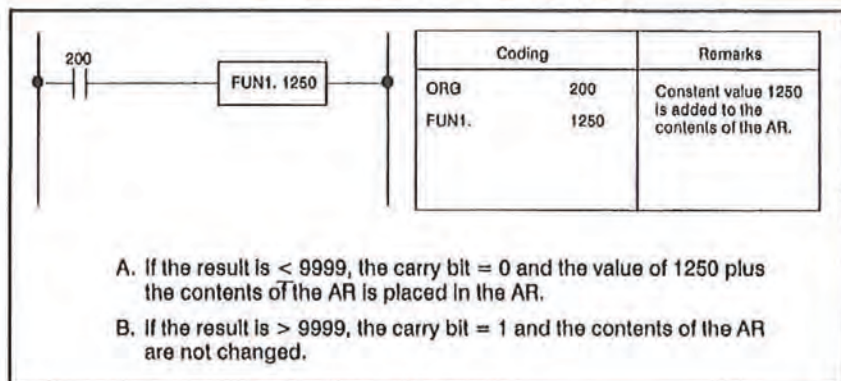 200
FUN1. 1250
Coding
Remarks
ORG 200
FUN1. 1250
Constant value 1250
is added to the
contents of the AR.
A. If the result is ≤ 9999, the carry bit = 0 and the value of 1250 plus
the contents of the AR is placed in the AR.
B. If the result is > 9999, the carry bit = 1 and the contents of the AR
are not changed.